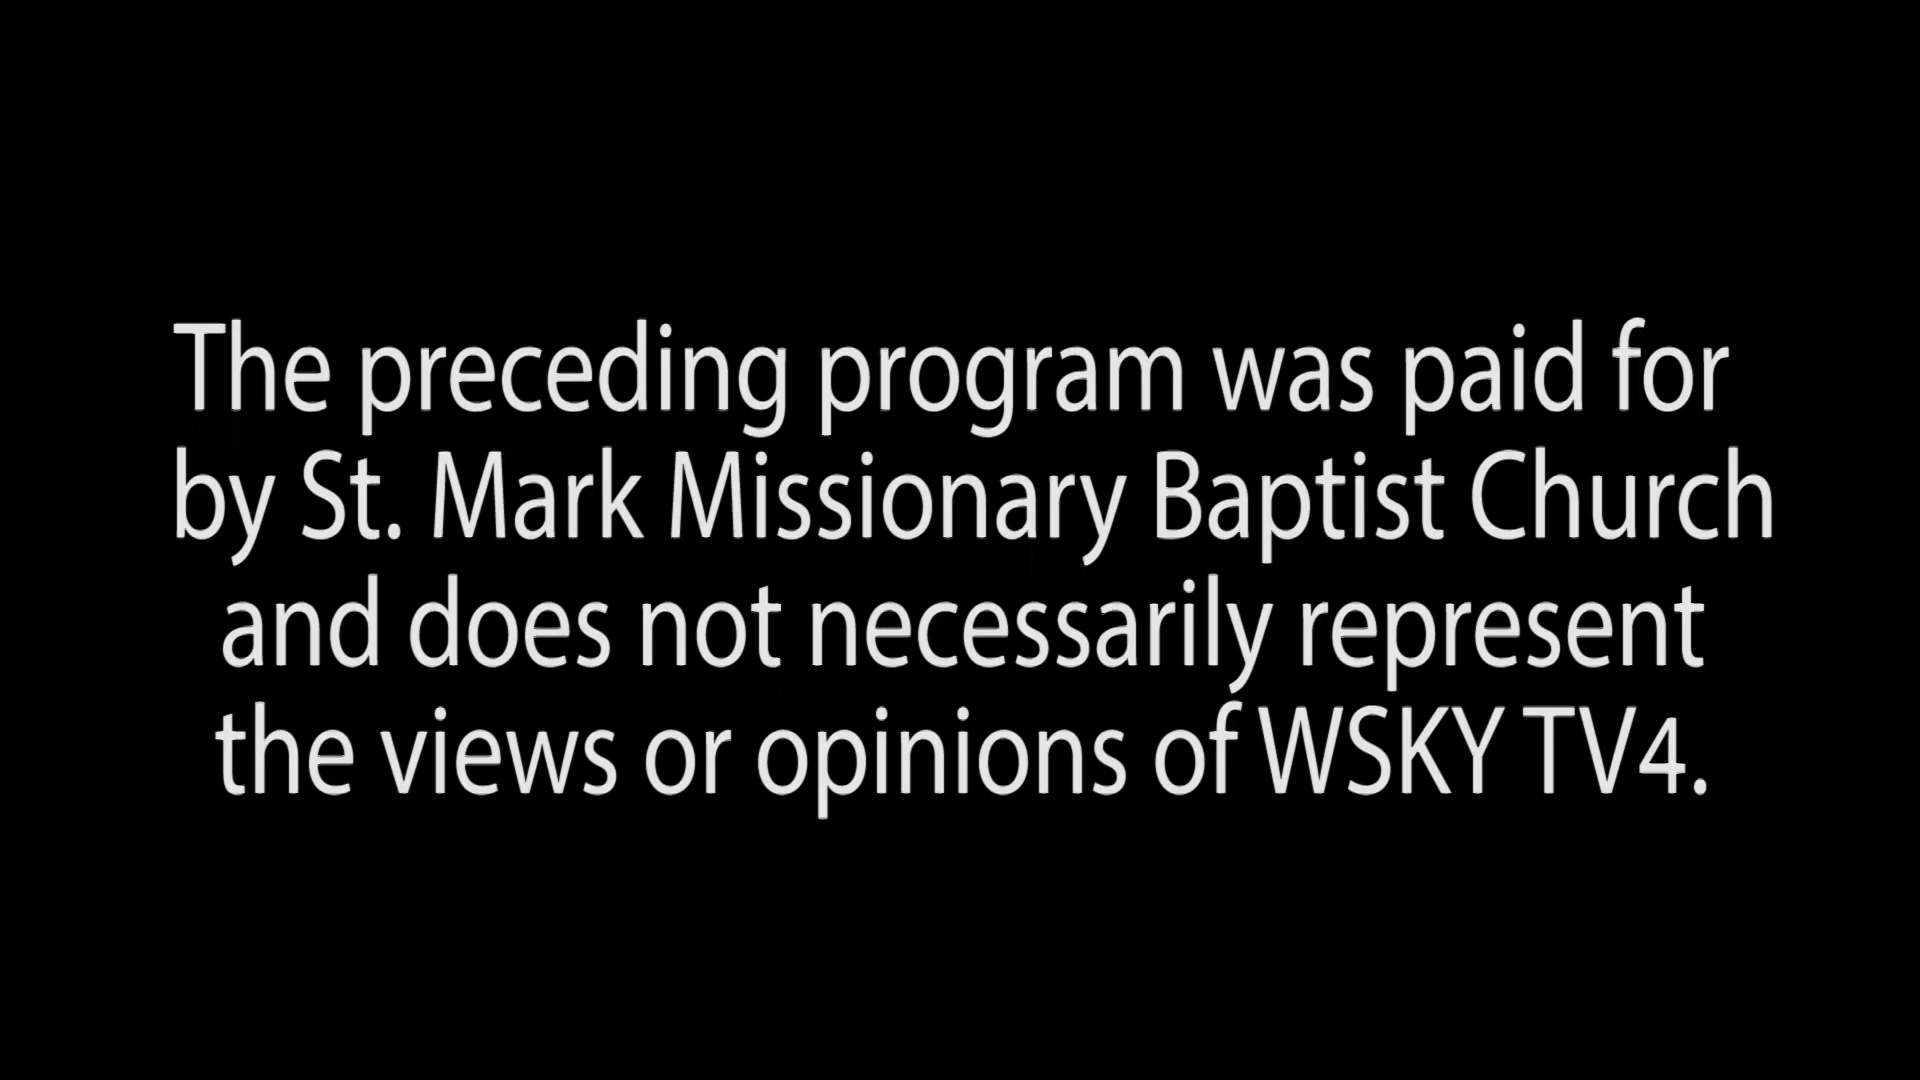 The preceding program was paid for
by St. Mark Missionary Baptist Church
and does not necessarily represent
the views or opinions of WSKY TV4.